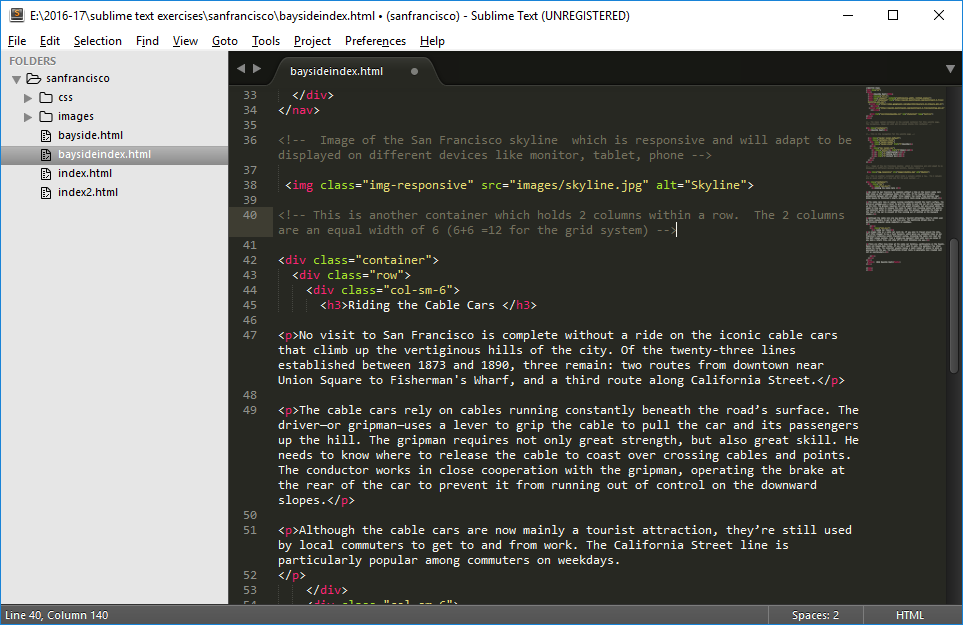 E:\2016-17\sublime text exercises\sanfrancisco\baysideindex.html • (sanfrancisco) - Sublime Text (UNREGISTERED)
File Edit Selection Find View Goto Tools Project Preferences Help
FOLDERS
sanfrancisco
css
images
bayside.html
baysideindex.html
index.html
index2.html
baysideindex.html
33 </div>
34 </nav>
35
36 <!--  Image of the San Francisco skyline  which is responsive and will adapt to be
displayed on different devices like monitor, tablet, phone -->
37
38 <img class="img-responsive" src="images/skyline.jpg" alt="Skyline">
39
40 <!-- This is another container which holds 2 columns within a row.  The 2 columns
are an equal width of 6 (6+6 =12 for the grid system) -->
41
42 <div class="container">
43 <div class="row">
44 <div class="col-sm-6">
45 <h3>Riding the Cable Cars </h3>
46
47 <p>No visit to San Francisco is complete without a ride on the iconic cable cars
that climb up the vertiginous hills of the city. Of the twenty-three lines
established between 1873 and 1890, three remain: two routes from downtown near
Union Square to Fisherman's Wharf, and a third route along California Street.</p>
48
49 <p>The cable cars rely on cables running constantly beneath the road’s surface. The
driver—or gripman—uses a lever to grip the cable to pull the car and its passengers
up the hill. The gripman requires not only great strength, but also great skill. He
needs to know where to release the cable to coast over crossing cables and points.
The conductor works in close cooperation with the gripman, operating the brake at
the rear of the car to prevent it from running out of control on the downward
slopes.</p>
50
51 <p>Although the cable cars are now mainly a tourist attraction, they’re still used
by local commuters to get to and from work. The California Street line is
particularly popular among commuters on weekdays.
52 </p>
53 </div>
54 <div class="col-sm-6">
Line 40, Column 140
Spaces: 2
HTML